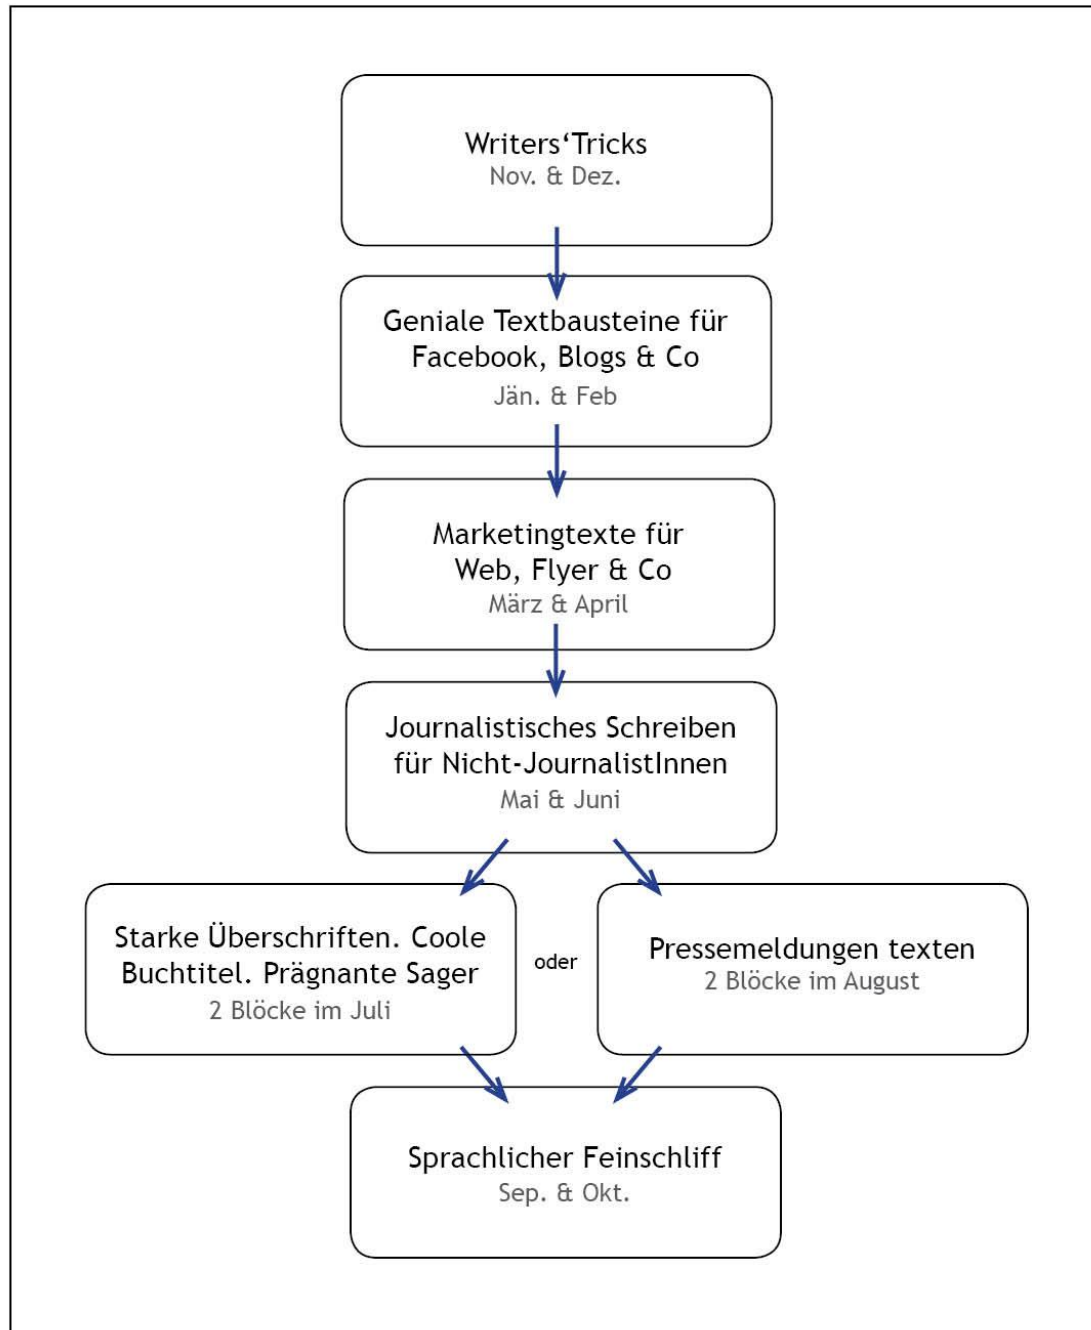 Writers‘Tricks
Nov. & Dez.
Geniale Textbausteine für
Facebook, Blogs & Co
Jän. & Feb
Marketingtexte für
Web, Flyer & Co
März & April
Journalistisches Schreiben
für Nicht-JournalistInnen
Mai & Juni
Starke Überschriften. Coole
Buchtitel. Prägnante Sager
2 Blöcke im Juli
oder
Pressemeldungen texten
2 Blöcke im August
Sprachlicher Feinschliff
Sep. & Okt.